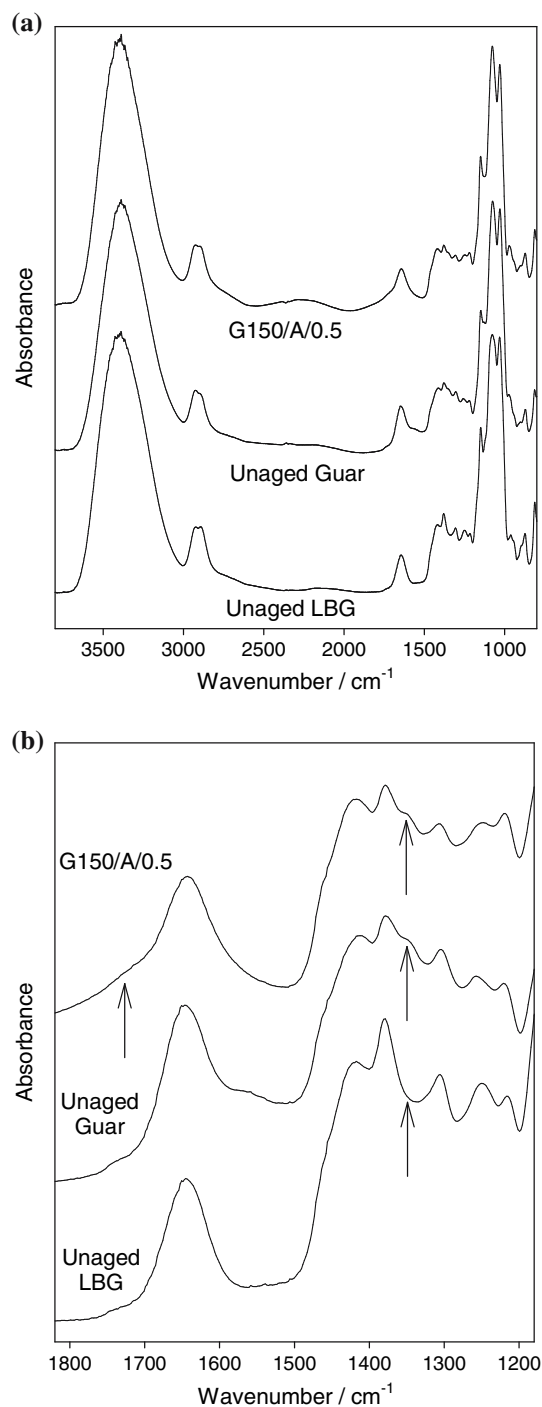 (a)
Absorbance
G150/A/0.5
Unaged Guar
Unaged LBG
3500 3000 2500 2000 1500 1000
Wavenumber / cm-1
(b)
Absorbance
G150/A/0.5
Unaged
Guar
Unaged
LBG
1800 1700 1600 1500 1400 1300 1200
Wavenumber / cm-1